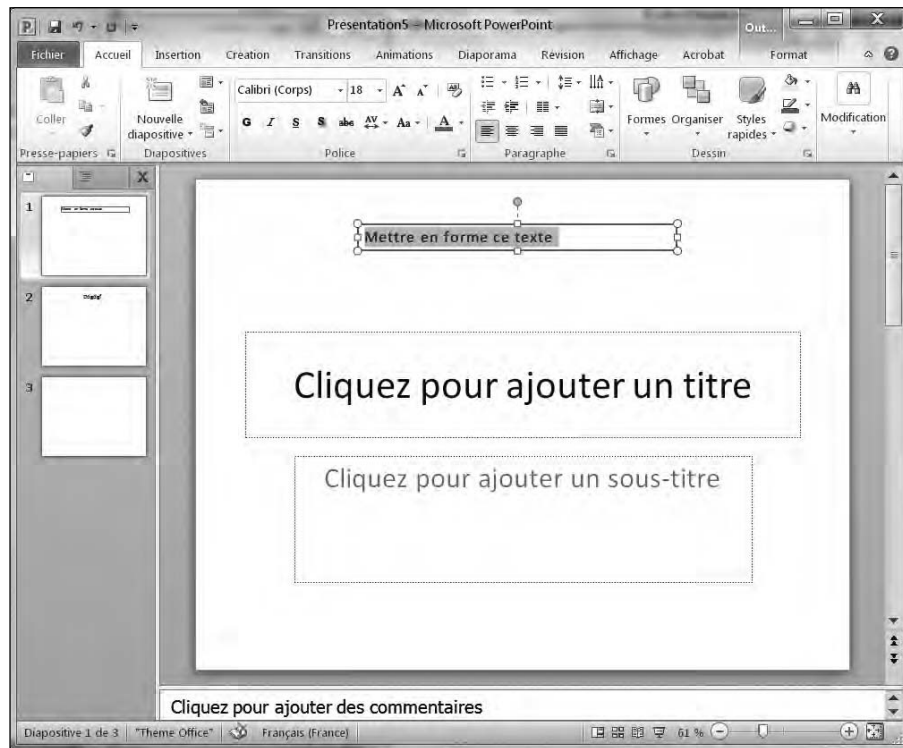 Présentation5 - Microsoft PowerPoint
Out...
Fichier Accueil Insertion Création Transitions Animations Diaporama Révision Affichage Acrobat Format
Coller
Nouvelle
diapositive
Calibri (Corps) 18
G I S S abc AV Aa A
Formes Organiser Styles
rapides
Modification
Presse-papiers Diapositives Police Paragraphe Dessin
1
2
3
Mettre en forme ce texte
Cliquez pour ajouter un titre
Cliquez pour ajouter un sous-titre
Cliquez pour ajouter des commentaires
Diapositive 1 de 3 "Thème Office" Français (France) 61 %